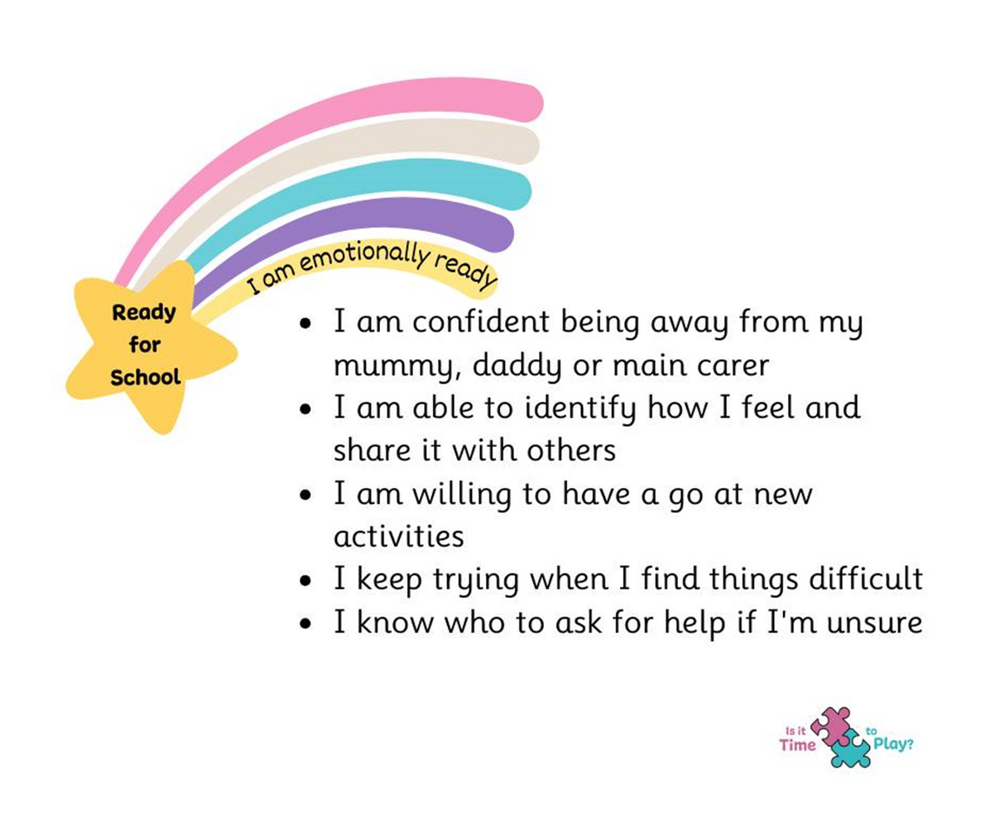 I am emotionally ready
Ready
for
School
• I am confident being away from my
mummy, daddy or main carer
• I am able to identify how I feel and
share it with others
• I am willing to have a go at new
activities
• I keep trying when I find things difficult
• I know who to ask for help if I'm unsure
Is it
Time
to
Play?